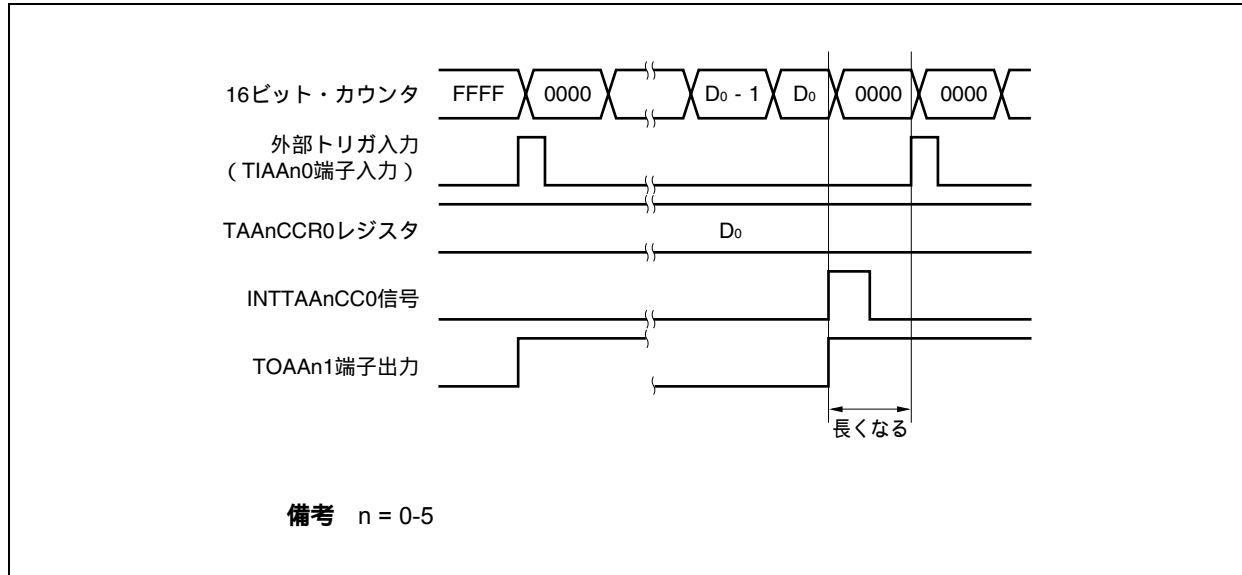 16ビット・カウンタ FFFF 0000 D0 - 1 D0 0000 0000
外部トリガ入力
(TIAAn0端子入力)
TAAnCCR0レジスタ D0
INTTAAnCC0信号
TOAAn1端子出力
長くなる
備考 n = 0-5